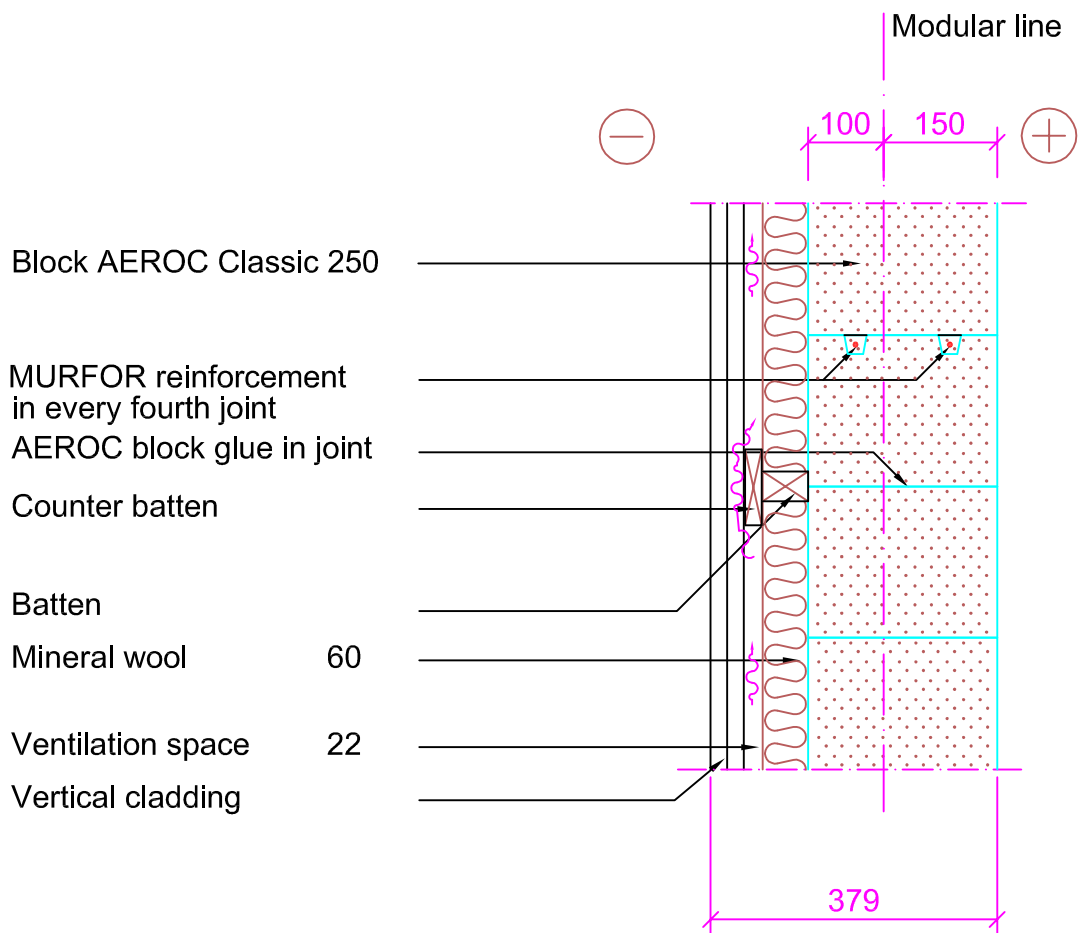 Modular line
100 150
Block AEROC Classic 250
MURFOR reinforcement
in every fourth joint
AEROC block glue in joint
Counter batten
Batten
Mineral wool 60
Ventilation space 22
Vertical cladding
379